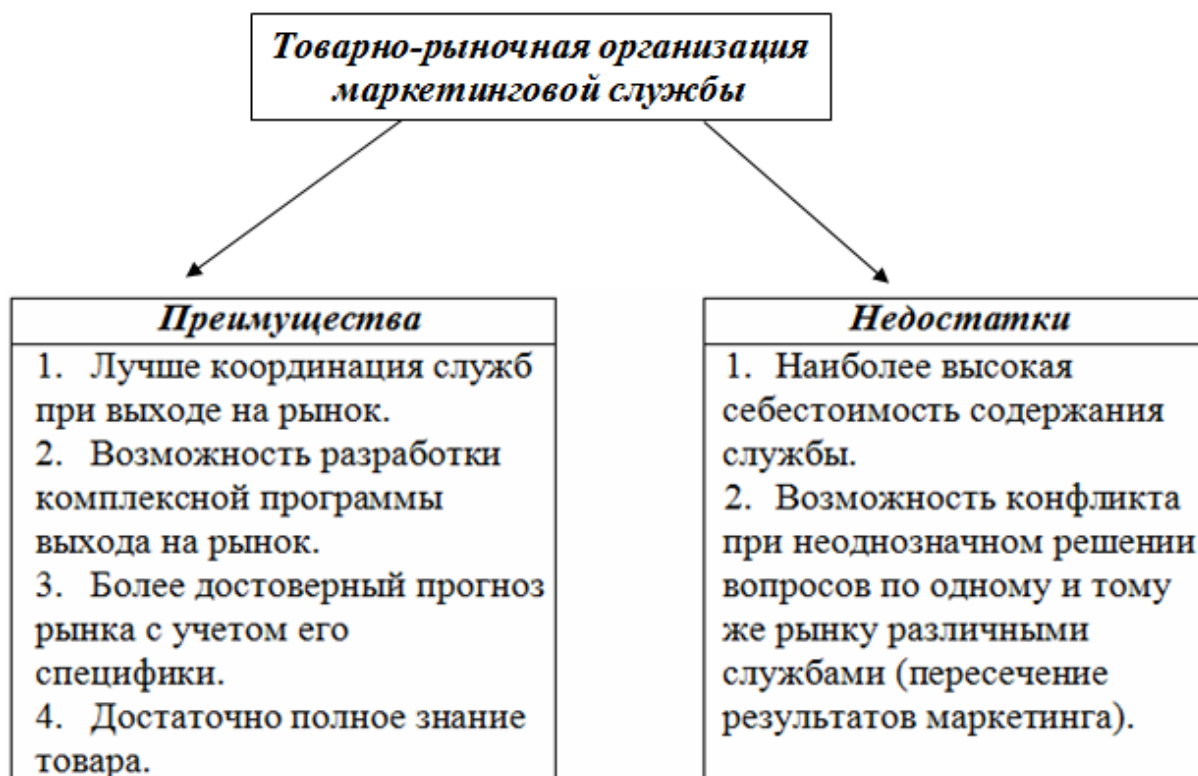 Товарно-рыночная организация
маркетинговой службы
Преимущества
1. Лучше координация служб
при выходе на рынок.
2. Возможность разработки
комплексной программы
выхода на рынок.
3. Более достоверный прогноз
рынка с учетом его
специфики.
4. Достаточно полное знание
товара.
Недостатки
1. Наиболее высокая
себестоимость содержания
службы.
2. Возможность конфликта
при неоднозначном решении
вопросов по одному и тому
же рынку различными
службами (пересечение
результатов маркетинга).